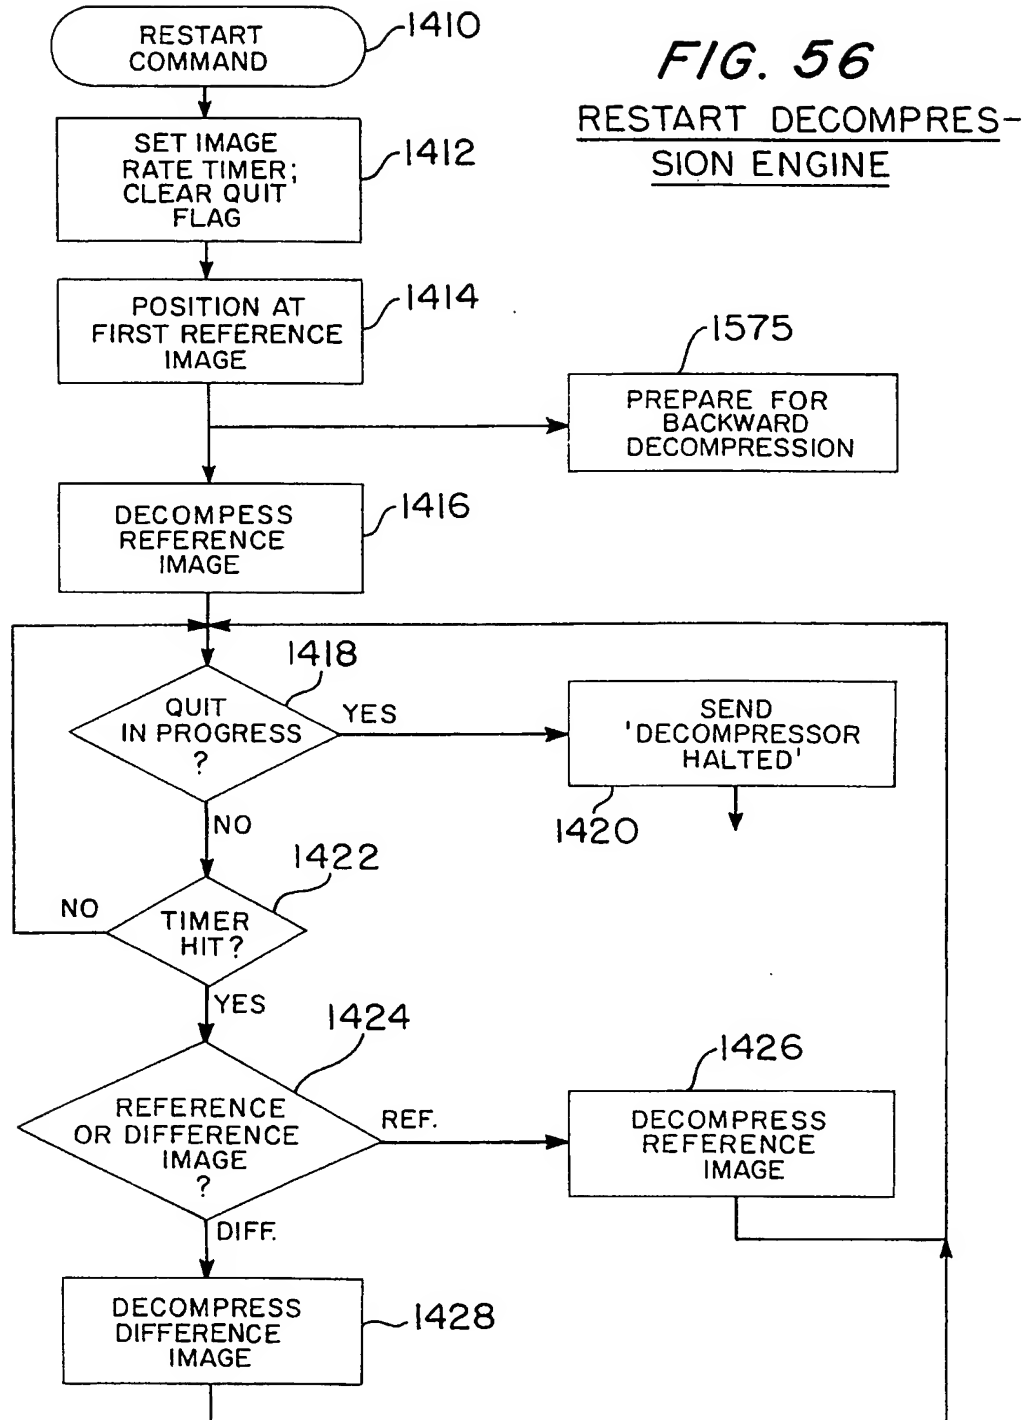 RESTART
COMMAND
1410
FIG. 56
RESTART DECOMPRES-
SION ENGINE
SET IMAGE
RATE TIMER;
CLEAR QUIT
FLAG
1412
POSITION AT
FIRST REFERENCE
IMAGE
1414
1575
PREPARE FOR
BACKWARD
DECOMPRESSION
DECOMPESS
REFERENCE
IMAGE
1416
1418
QUIT
IN PROGRESS
?
YES
SEND
'DECOMPRESSOR
HALTED'
1420
NO
1422
TIMER
HIT?
NO
YES
1424
REFERENCE
OR DIFFERENCE
IMAGE
?
REF.
1426
DECOMPRESS
REFERENCE
IMAGE
DIFF.
DECOMPRESS
DIFFERENCE
IMAGE
1428